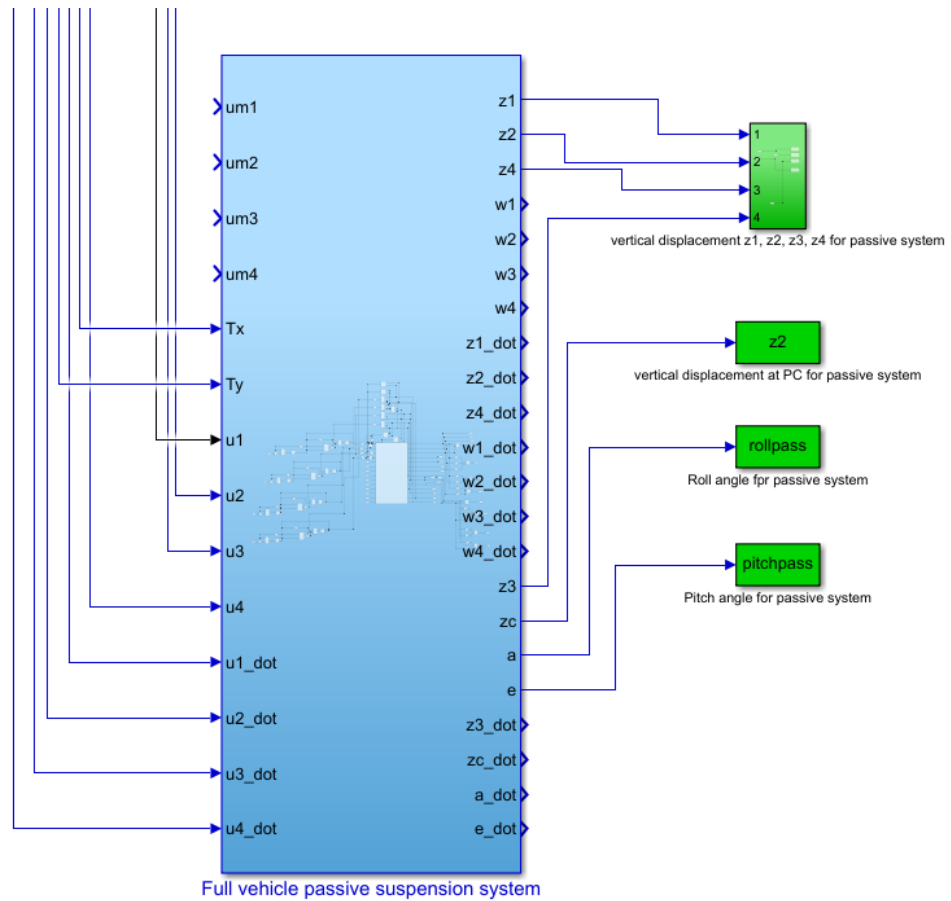 um1
um2
um3
um4
Tx
Ty
u1
u2
u3
u4
u1_dot
u2_dot
u3_dot
u4_dot
z1
z2
z4
w1
w2
w3
w4
z1_dot
z2_dot
z4_dot
w1_dot
w2_dot
w3_dot
w4_dot
z3
zc
a
e
z3_dot
zc_dot
a_dot
e_dot
Full vehicle passive suspension system
1
2
3
4
vertical displacement z1, z2, z3, z4 for passive system
z2
vertical displacement at PC for passive system
rollpass
Roll angle fpr passive system
pitchpass
Pitch angle for passive system